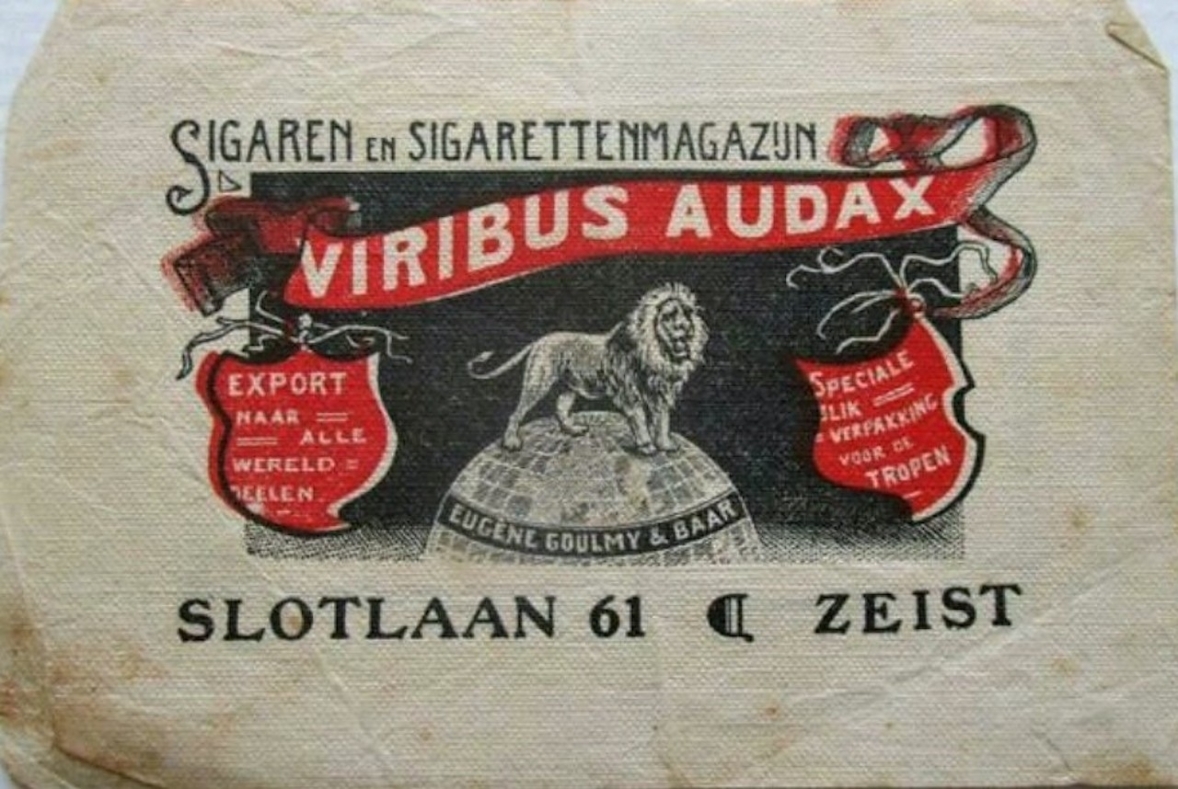 SIGAREN EN SIGARETTENMAGAZIJN
VIRIBUS AUDAX
EXPORT
NAAR =
= ALLE
WERELD =
DEELEN
SPECIALE
BLIK =
= VERPAKKING
VOOR DE
TROPEN
EUGÈNE GOULMY & BAAR
SLOTLAAN 61 ℂ ZEIST